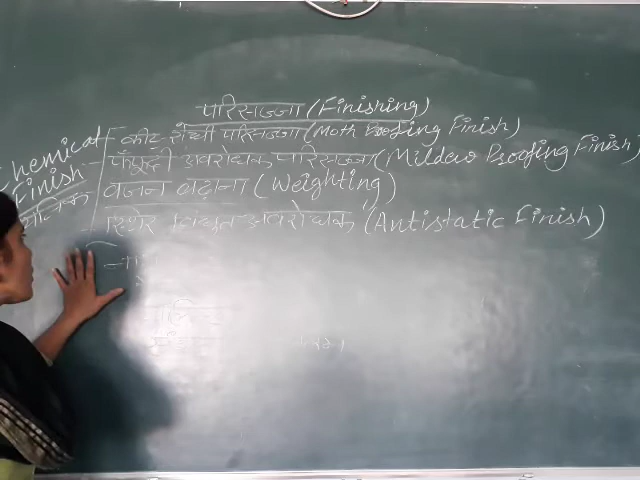 परिसज्जा (Finishing)
कीट-रोधी परिसज्जा (Moth Proofing Finish)
Chemical Finish
फफूंदी अवरोधक परिसज्जा (Mildew Proofing Finish)
वजन बढ़ाना (Weighting)
स्थिर विद्युत अवरोधक (Antistatic Finish)